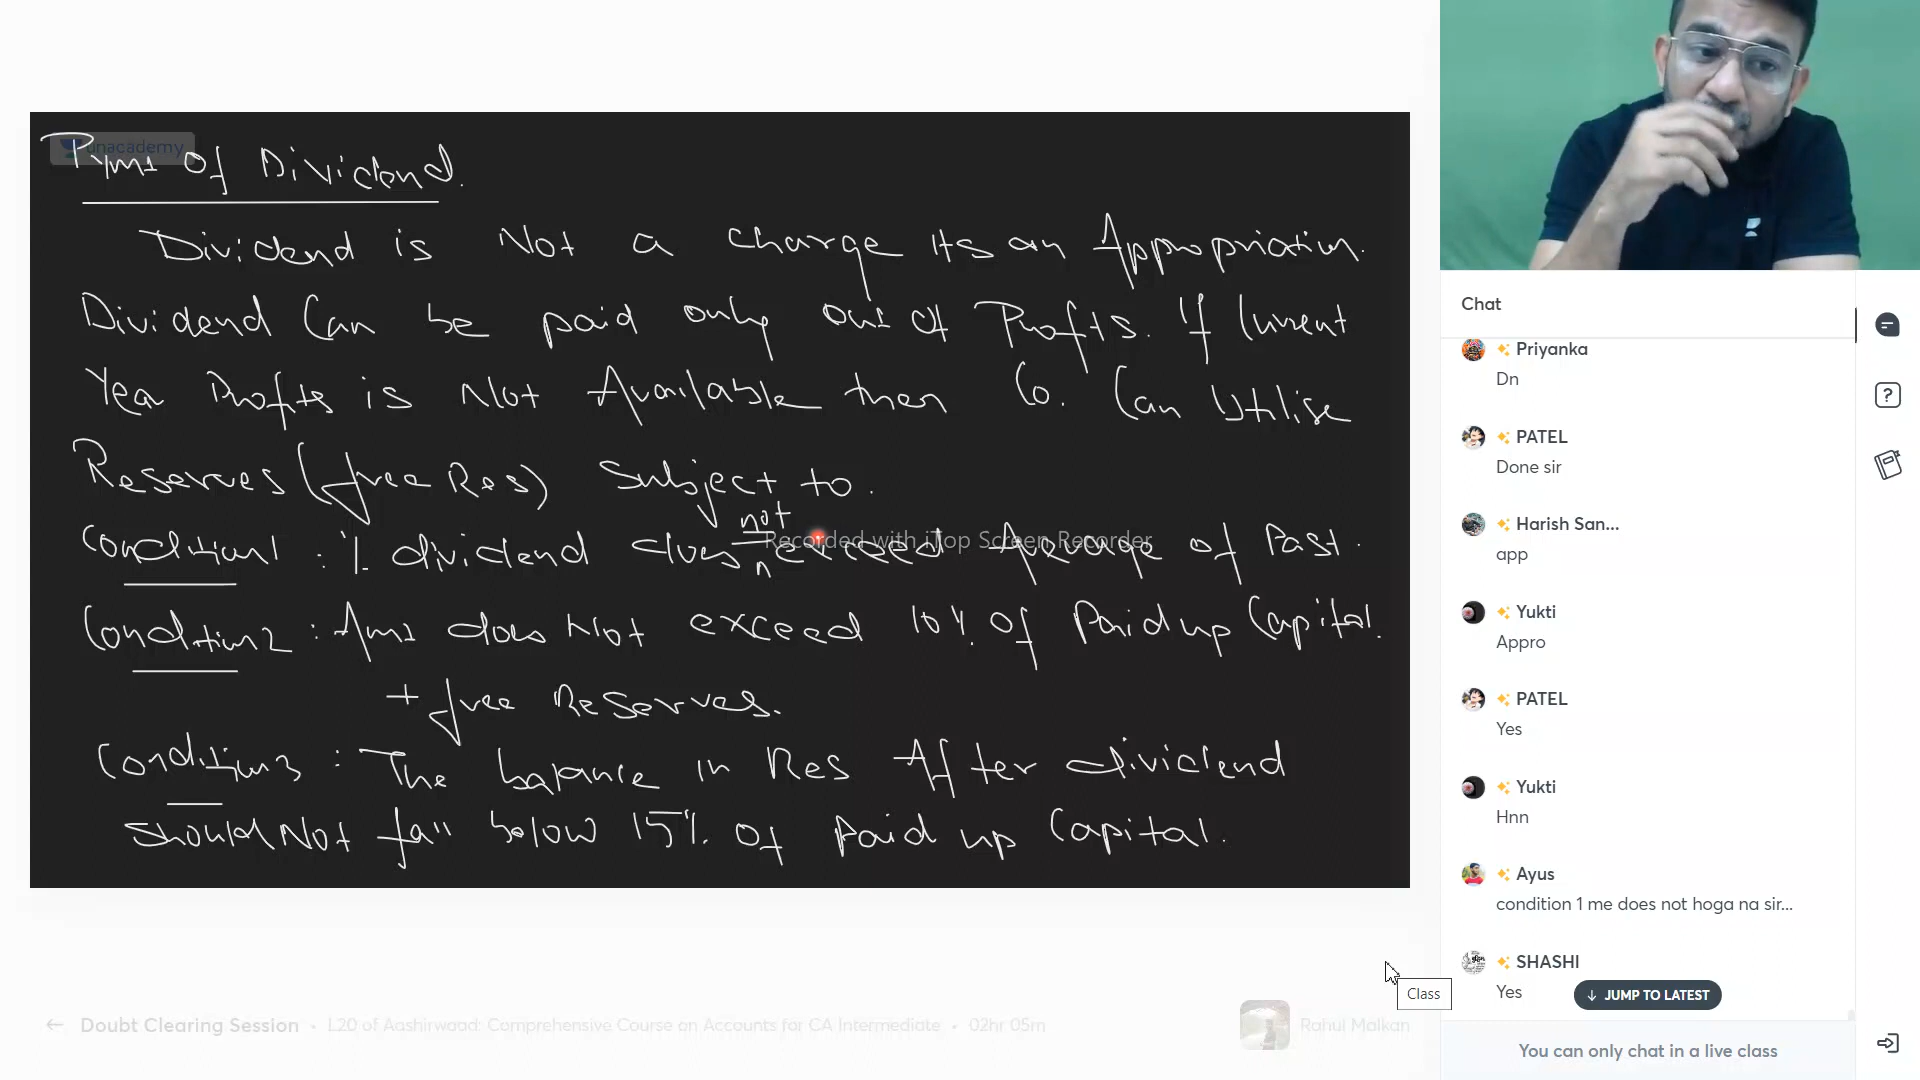 unacademy
Pymt Of Dividend.
Dividend is Not a charge Its an Appropriation.
Dividend Can be paid only out of Profits. If Current
Year Profits is Not Available then Co. Can Utilise
Reserves (free Res) Subject to.
not
Condition1 : % dividend does exceed Average of Past.
Condition2 : Amt does Not exceed 10% of Paid up Capital.
+ free Reserves.
Condition3 : The balance in Res After dividend
Should Not fall below 15% of Paid up Capital.
Recorded with iTop Screen Recorder
Chat
Priyanka
Dn
PATEL
Done sir
Harish San...
app
Yukti
Appro
PATEL
Yes
Yukti
Hnn
Ayus
condition 1 me does not hoga na sir...
SHASHI
Yes
JUMP TO LATEST
You can only chat in a live class
Class
Doubt Clearing Session • L20 of Aashirwaad: Comprehensive Course on Accounts for CA Intermediate • 02hr 05m
Rahul Malkan